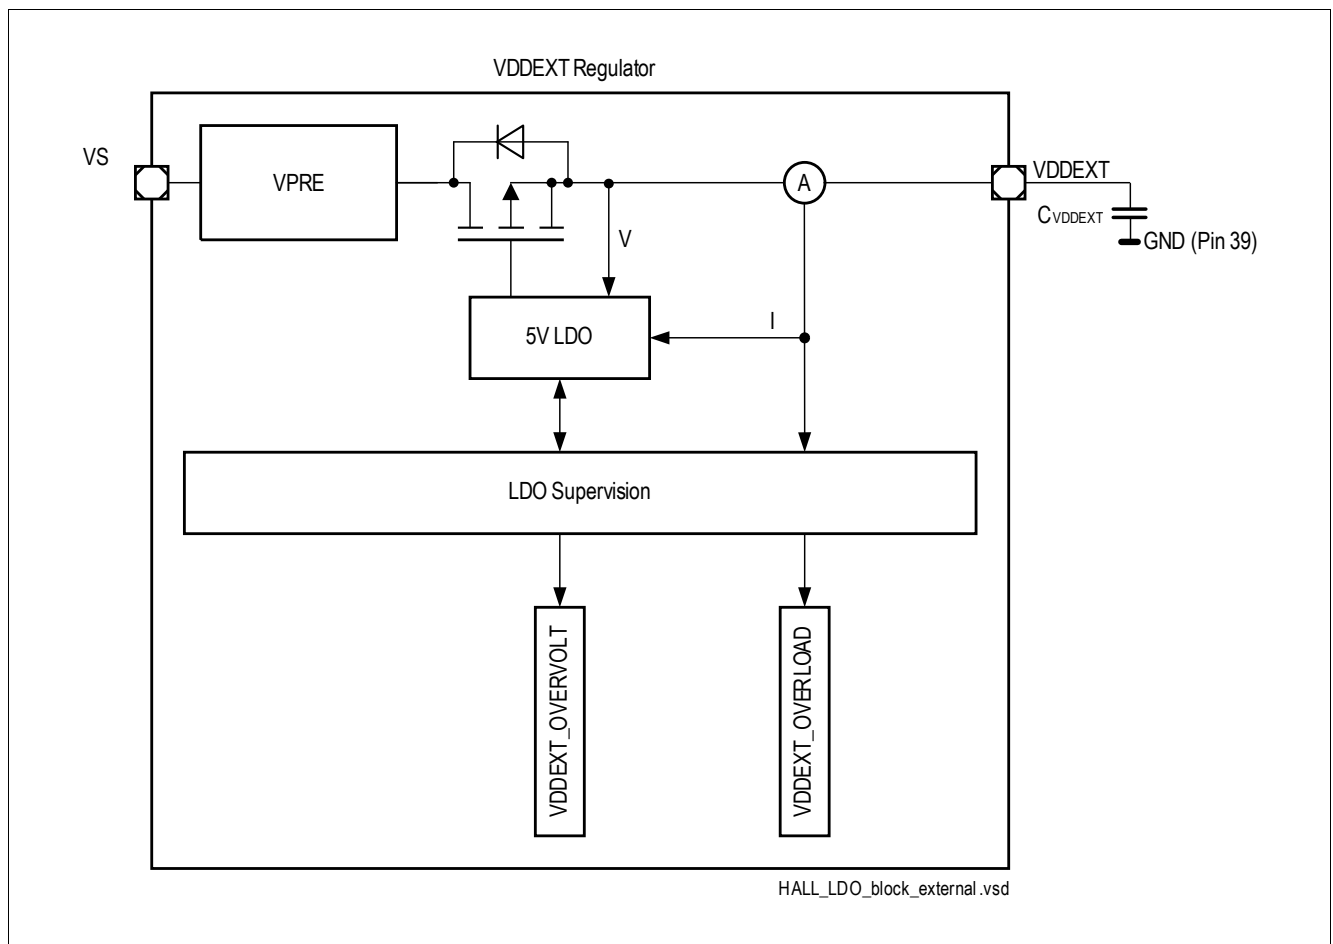 VDDEXT Regulator
VS
VPRE
A
VDDEXT
CVDDEXT
GND (Pin 39)
V
5V LDO
I
LDO Supervision
VDDEXT_OVERVOLT
VDDEXT_OVERLOAD
HALL_LDO_block_external.vsd